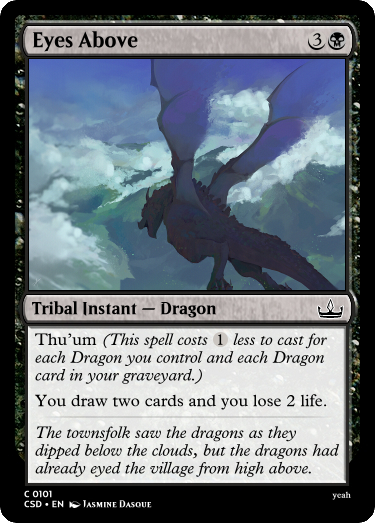 Eyes Above 3
Tribal Instant — Dragon
Thu'um (This spell costs 1 less to cast for
each Dragon you control and each Dragon
card in your graveyard.)
You draw two cards and you lose 2 life.
The townsfolk saw the dragons as they
dipped below the clouds, but the dragons had
already eyed the village from high above.
C 0101 yeah
CSD • EN Jasmine Dasque